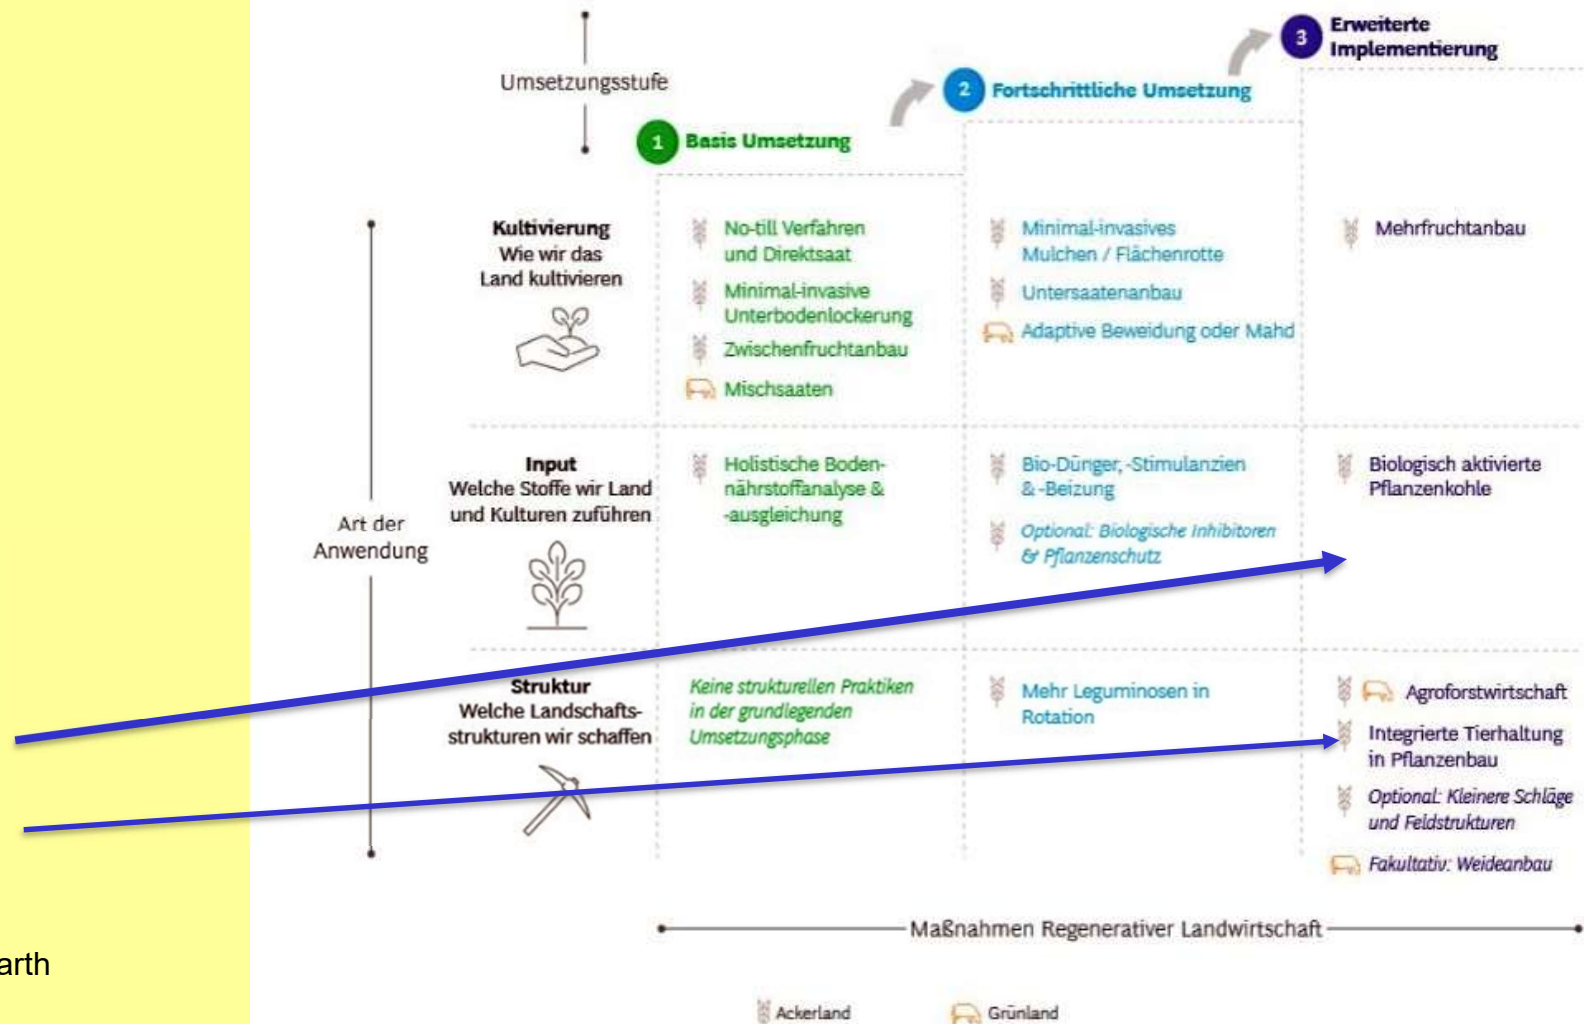 Umsetzungsstufe
3
Erweiterte
Implementierung
2
Fortschrittliche Umsetzung
1
Basis Umsetzung
Art der
Anwendung
Kultivierung
Wie wir das
Land kultivieren
No-till Verfahren
und Direktsaat
Minimal-invasive
Unterbodenlockerung
Zwischenfruchtanbau
Mischsaaten
Minimal-invasives
Mulchen / Flächenrotte
Untersaatenanbau
Adaptive Beweidung oder Mahd
Mehrfruchtanbau
Input
Welche Stoffe wir Land
und Kulturen zuführen
Holistische Boden-
nährstoffanalyse &
-ausgleichung
Bio-Dünger, -Stimulanzien
& -Beizung
Optional: Biologische Inhibitoren
& Pflanzenschutz
Biologisch aktivierte
Pflanzenkohle
Struktur
Welche Landschafts-
strukturen wir schaffen
Keine strukturellen Praktiken
in der grundlegenden
Umsetzungsphase
Mehr Leguminosen in
Rotation
Agroforstwirtschaft
Integrierte Tierhaltung
in Pflanzenbau
Optional: Kleinere Schläge
und Feldstrukturen
Fakultativ: Weideanbau
Maßnahmen Regenerativer Landwirtschaft
arth
Ackerland
Grünland